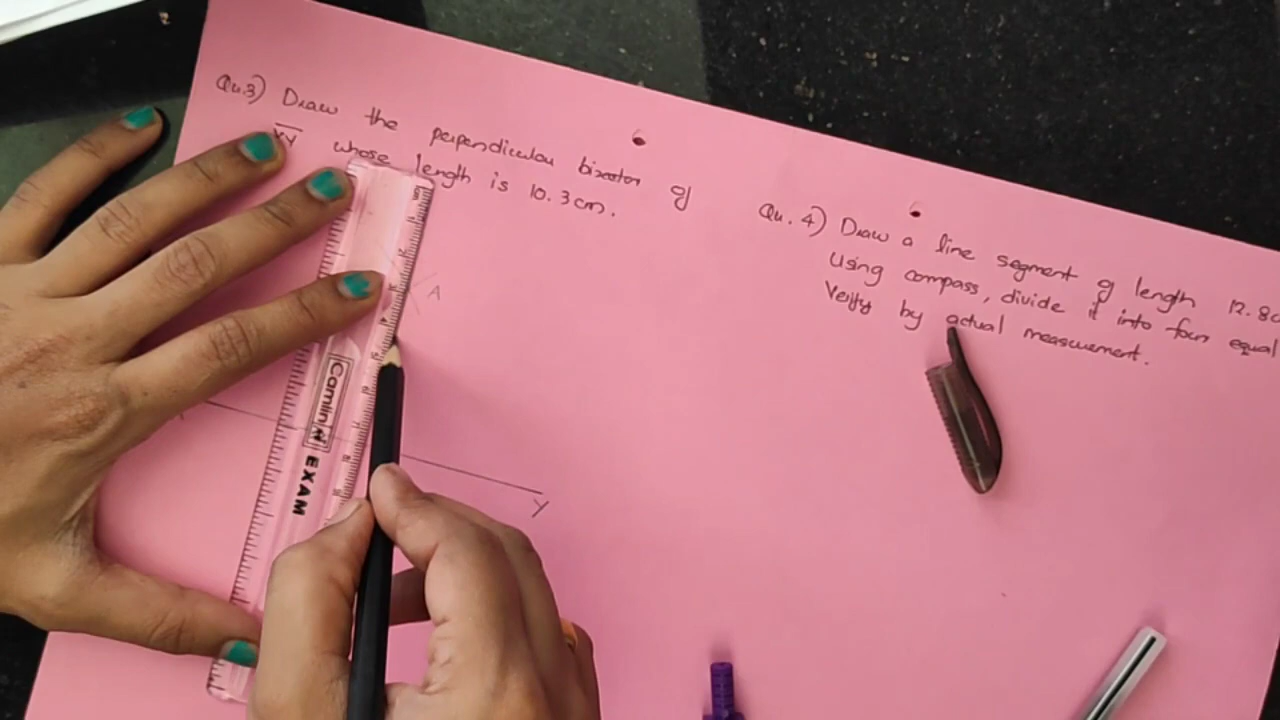 Qu.3) Draw the perpendicular bisector of
XY whose length is 10.3cm.
Qu. 4) Draw a line segment of length 12.8c
Using compass, divide it into four equal
Verify by actual measurement.
A
Y
Camlin
EXAM